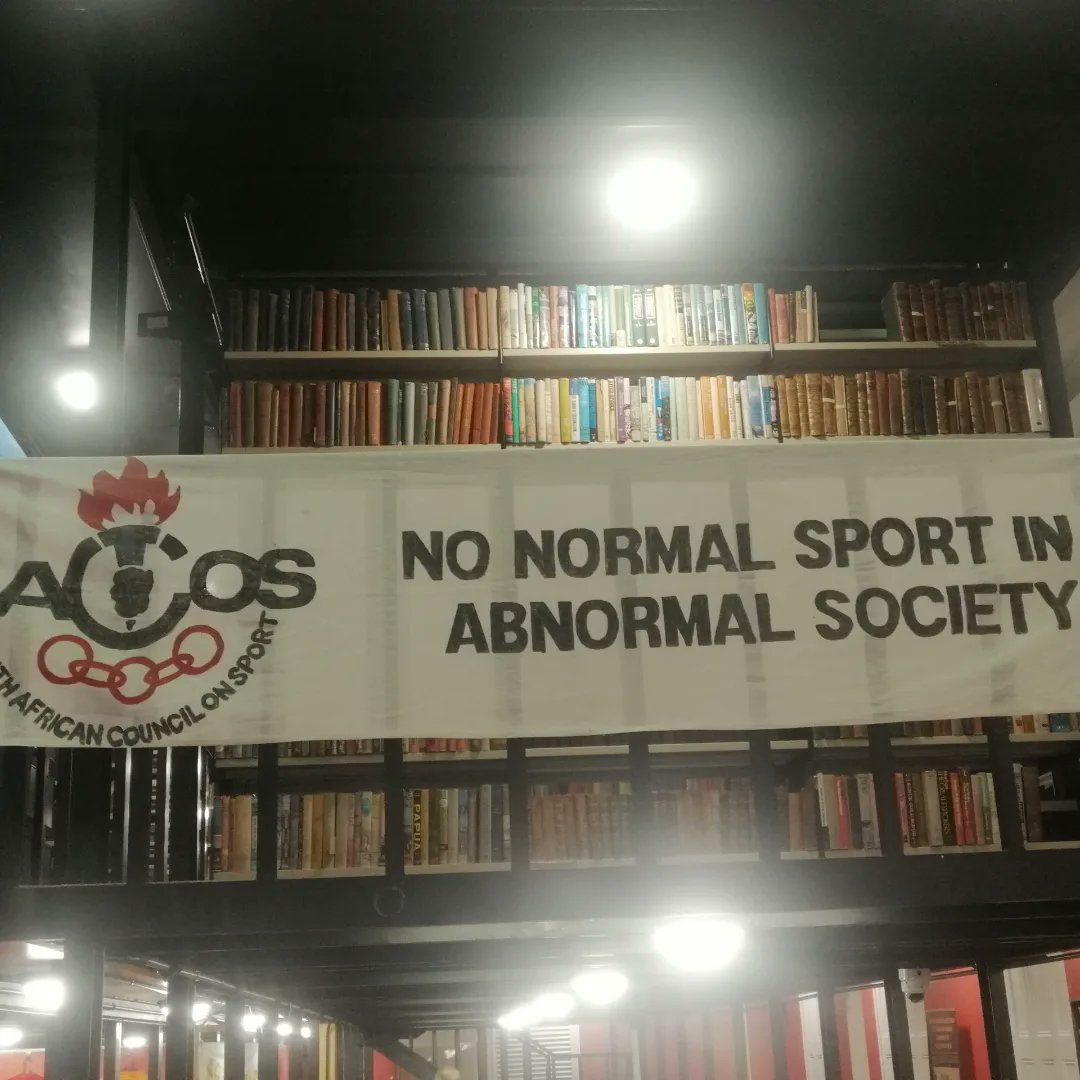 ACOS
TH AFRICAN COUNCIL ON SPORT
NO NORMAL SPORT IN
ABNORMAL SOCIETY
PAPUA